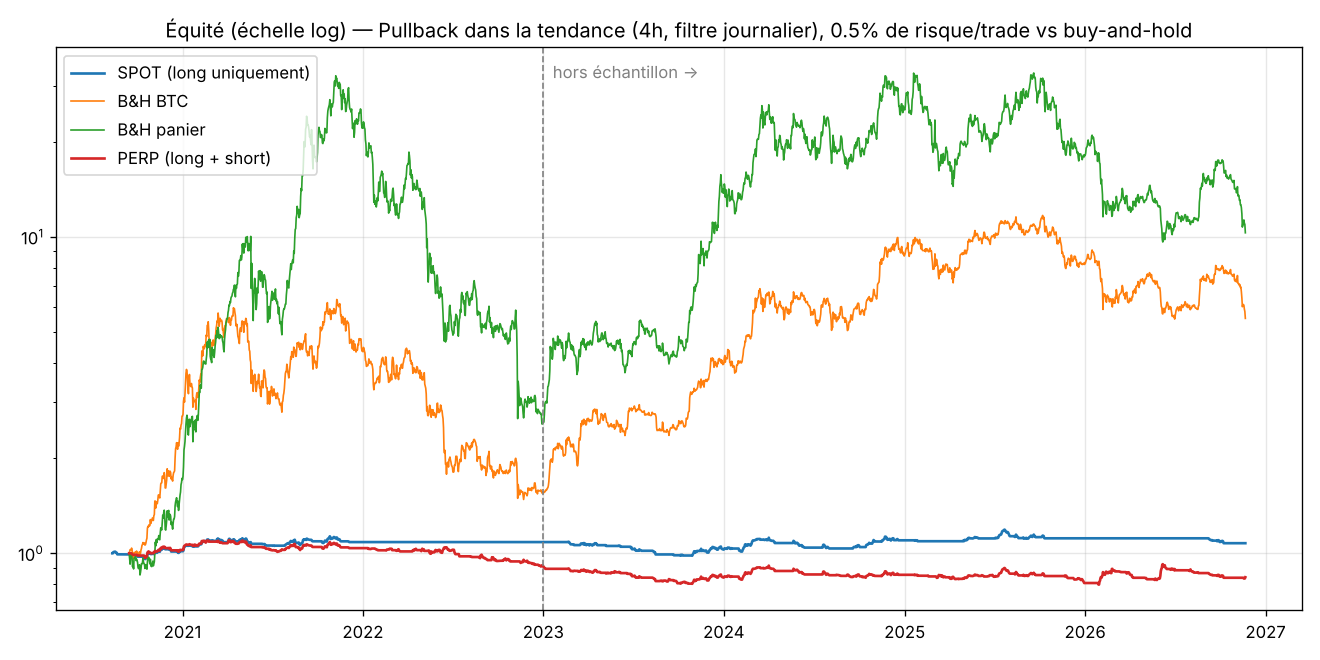 Équité (échelle log) — Pullback dans la tendance (4h, filtre journalier), 0.5% de risque/trade vs buy-and-hold
SPOT (long uniquement)
B&H BTC
B&H panier
PERP (long + short)
hors échantillon →
10¹
10⁰
2021
2022
2023
2024
2025
2026
2027